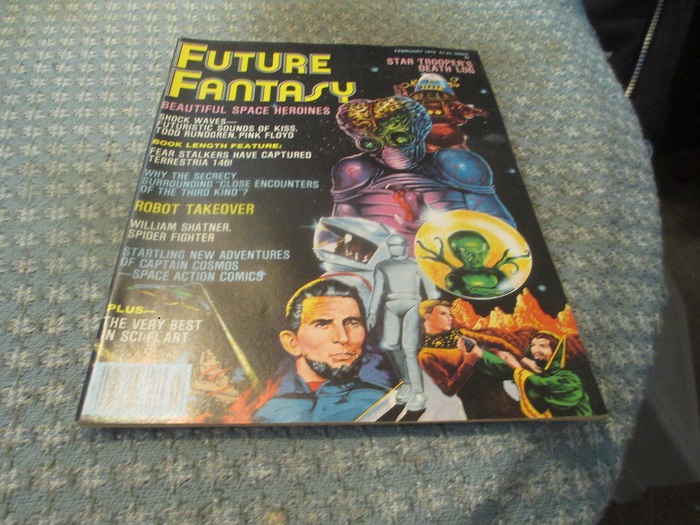 FUTURE
FANTASY
FEBRUARY 1978
STAR TROOPER'S
DEATH LOG
BEAUTIFUL SPACE HEROINES
SHOCK WAVES—
FUTURISTIC SOUNDS OF KISS,
TODD RUNDGREN, PINK FLOYD
BOOK LENGTH FEATURE:
FEAR STALKERS HAVE CAPTURED
TERRESTRIA 146!
WHY THE SECRECY
SURROUNDING "CLOSE ENCOUNTERS
OF THE THIRD KIND"?
ROBOT TAKEOVER
WILLIAM SHATNER,
SPIDER FIGHTER
STARTLING NEW ADVENTURES
OF CAPTAIN COSMOS
—SPACE ACTION COMICS
PLUS—
THE VERY BEST
IN SCI-FI ART